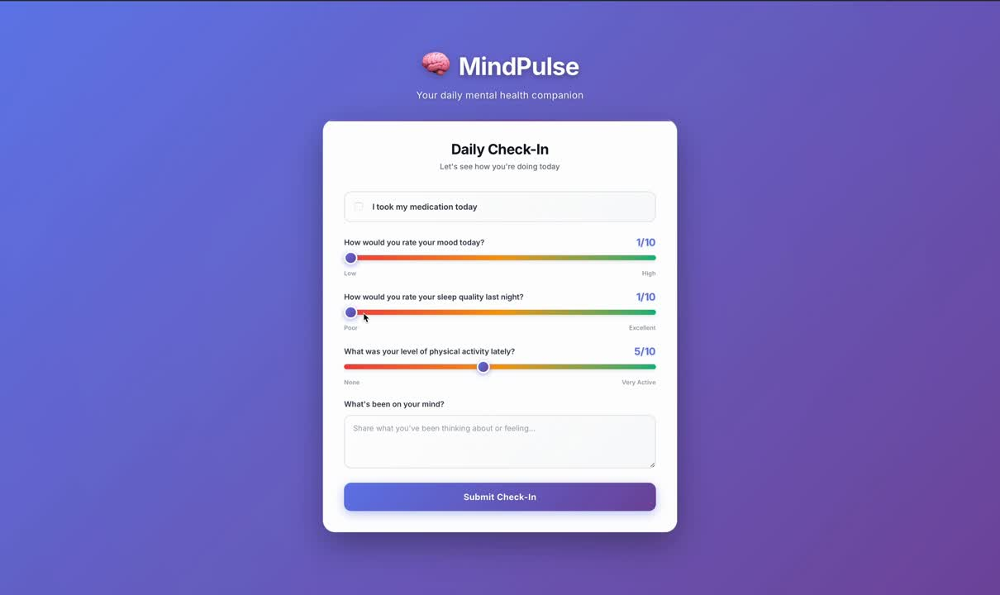 MindPulse
Your daily mental health companion
Daily Check-In
Let's see how you're doing today
I took my medication today
How would you rate your mood today? 1/10
Low High
How would you rate your sleep quality last night? 1/10
Poor Excellent
What was your level of physical activity lately? 5/10
None Very Active
What's been on your mind?
Share what you've been thinking about or feeling...
Submit Check-In